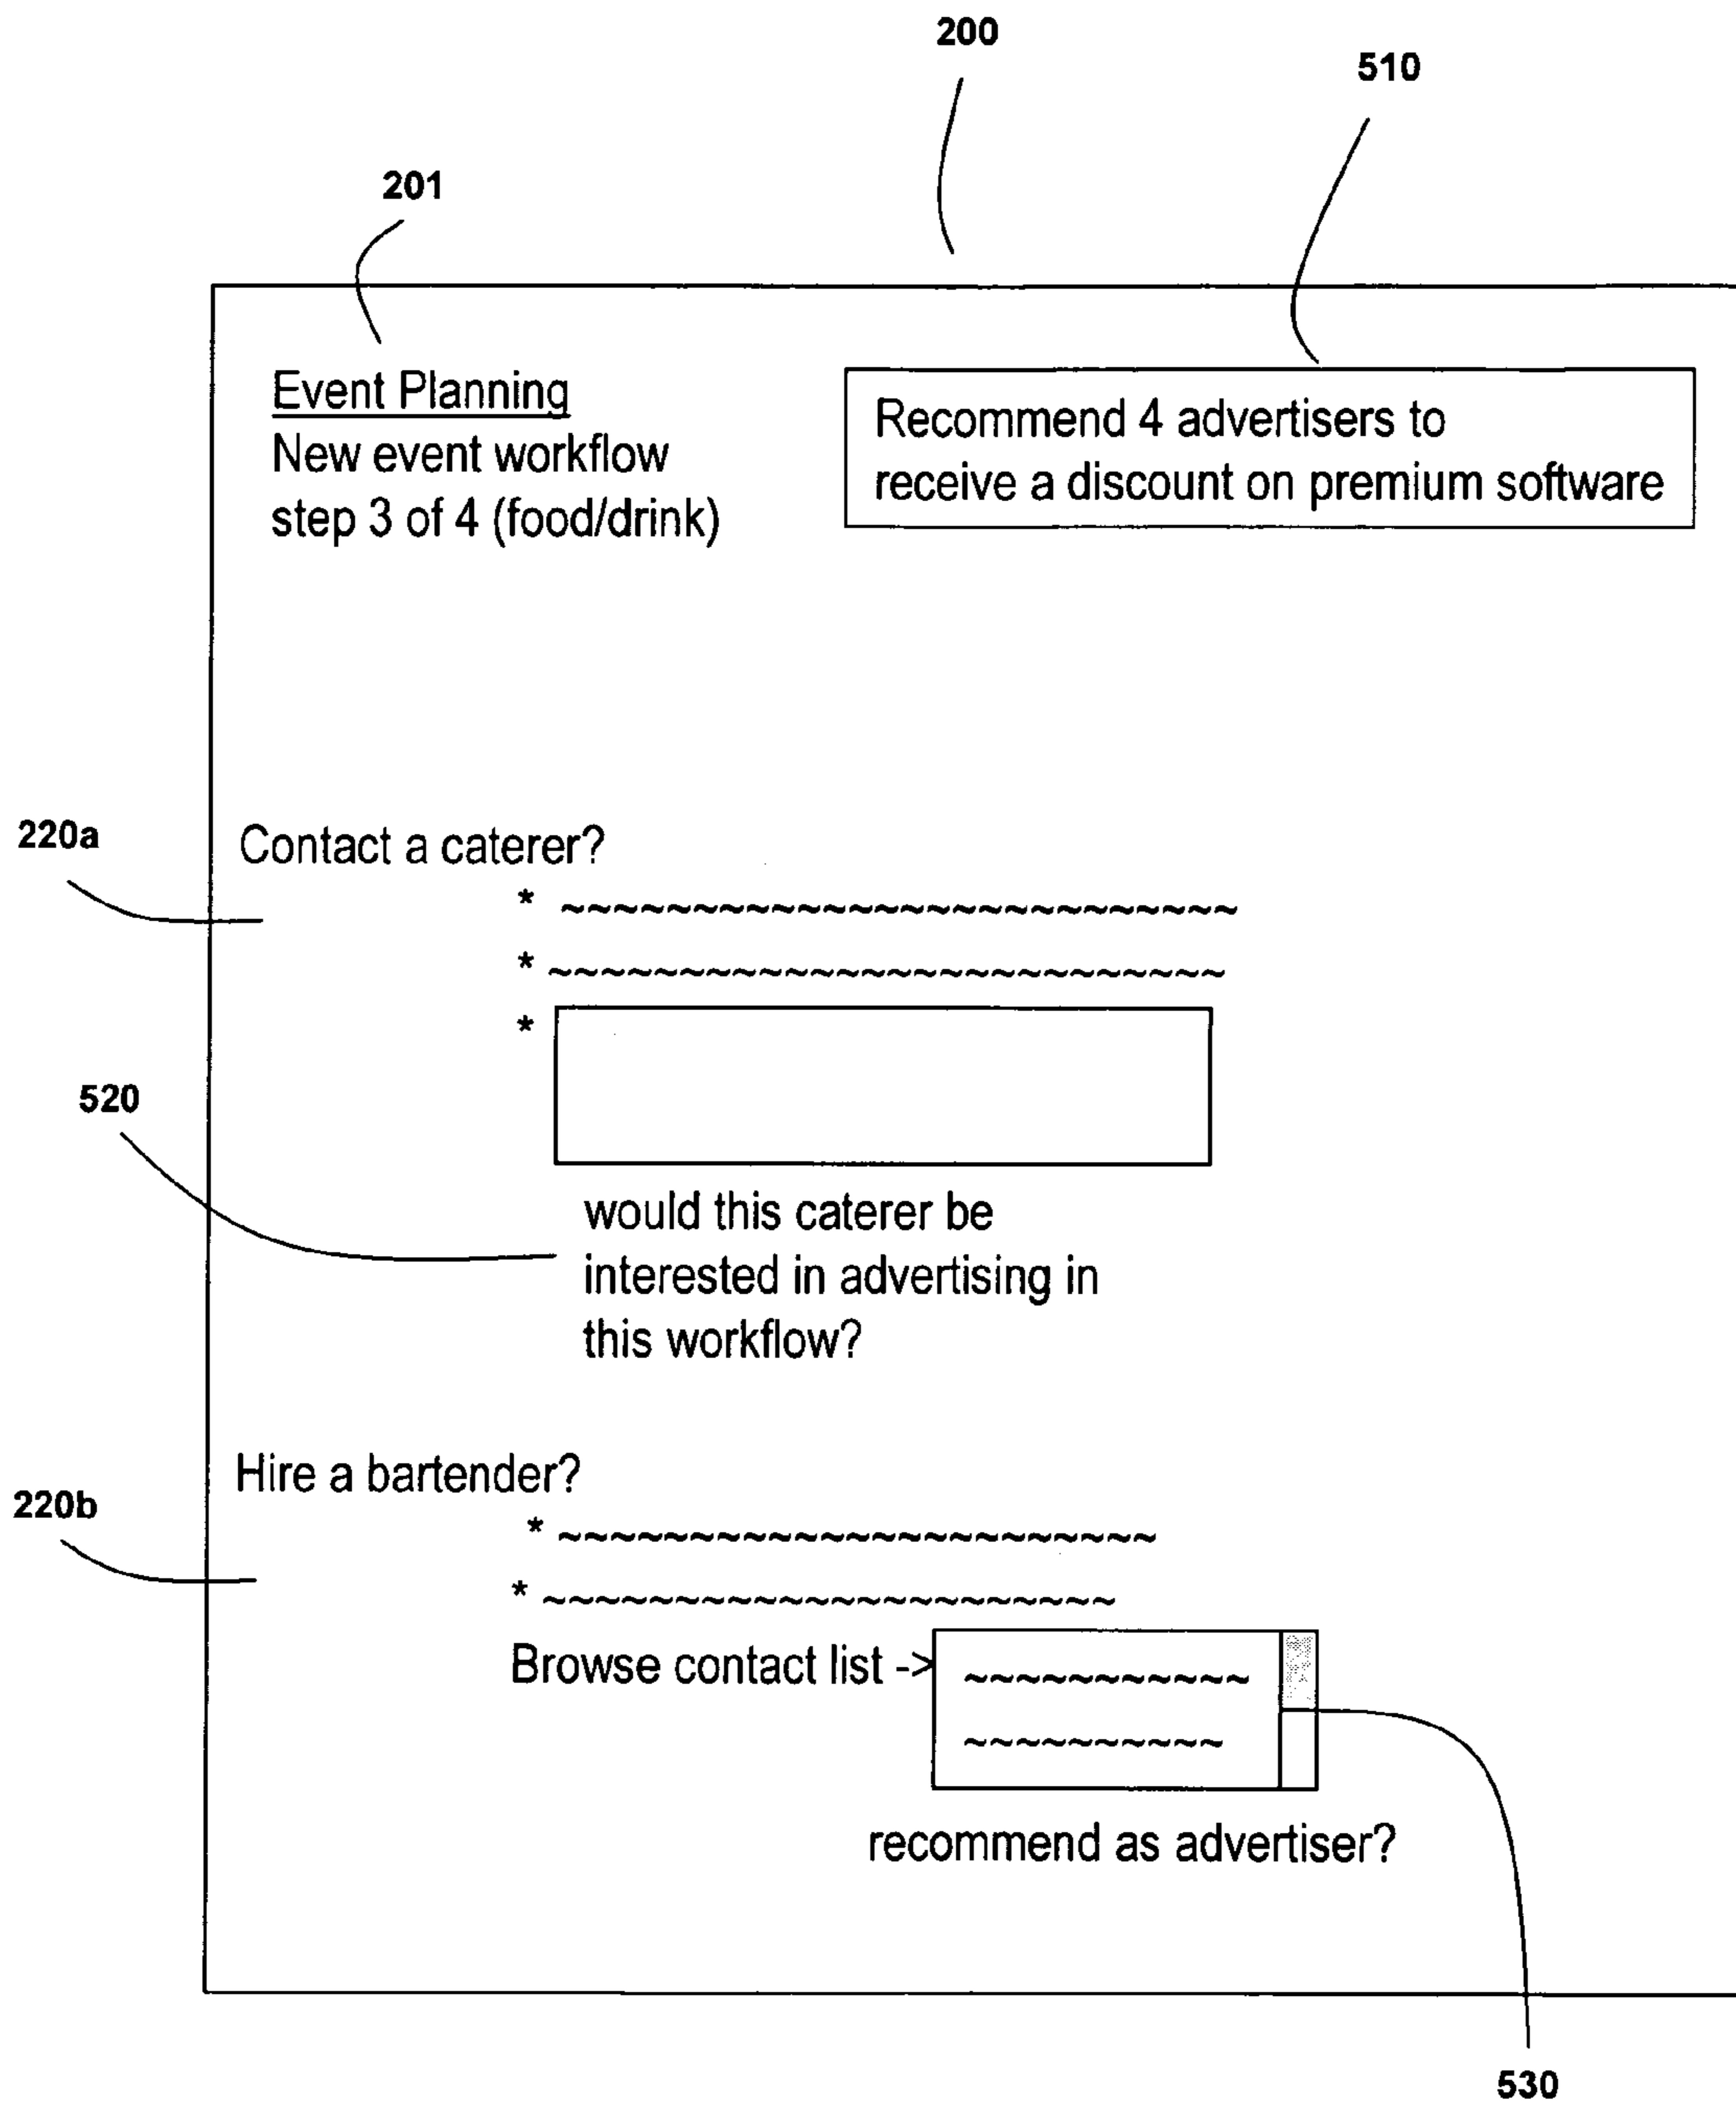 200
510
201
Event Planning
New event workflow
step 3 of 4 (food/drink)
Recommend 4 advertisers to
receive a discount on premium software
220a
Contact a caterer?
* ~~~~~~~~~~~~~~~~~~~~~~~~~~
* ~~~~~~~~~~~~~~~~~~~~~~~~~~
*
520
would this caterer be
interested in advertising in
this workflow?
Hire a bartender?
220b
* ~~~~~~~~~~~~~~~~~~~~~~~
* ~~~~~~~~~~~~~~~~~~~~~~
Browse contact list ->
~~~~~~~~~~~
~~~~~~~~~~
recommend as advertiser?
530